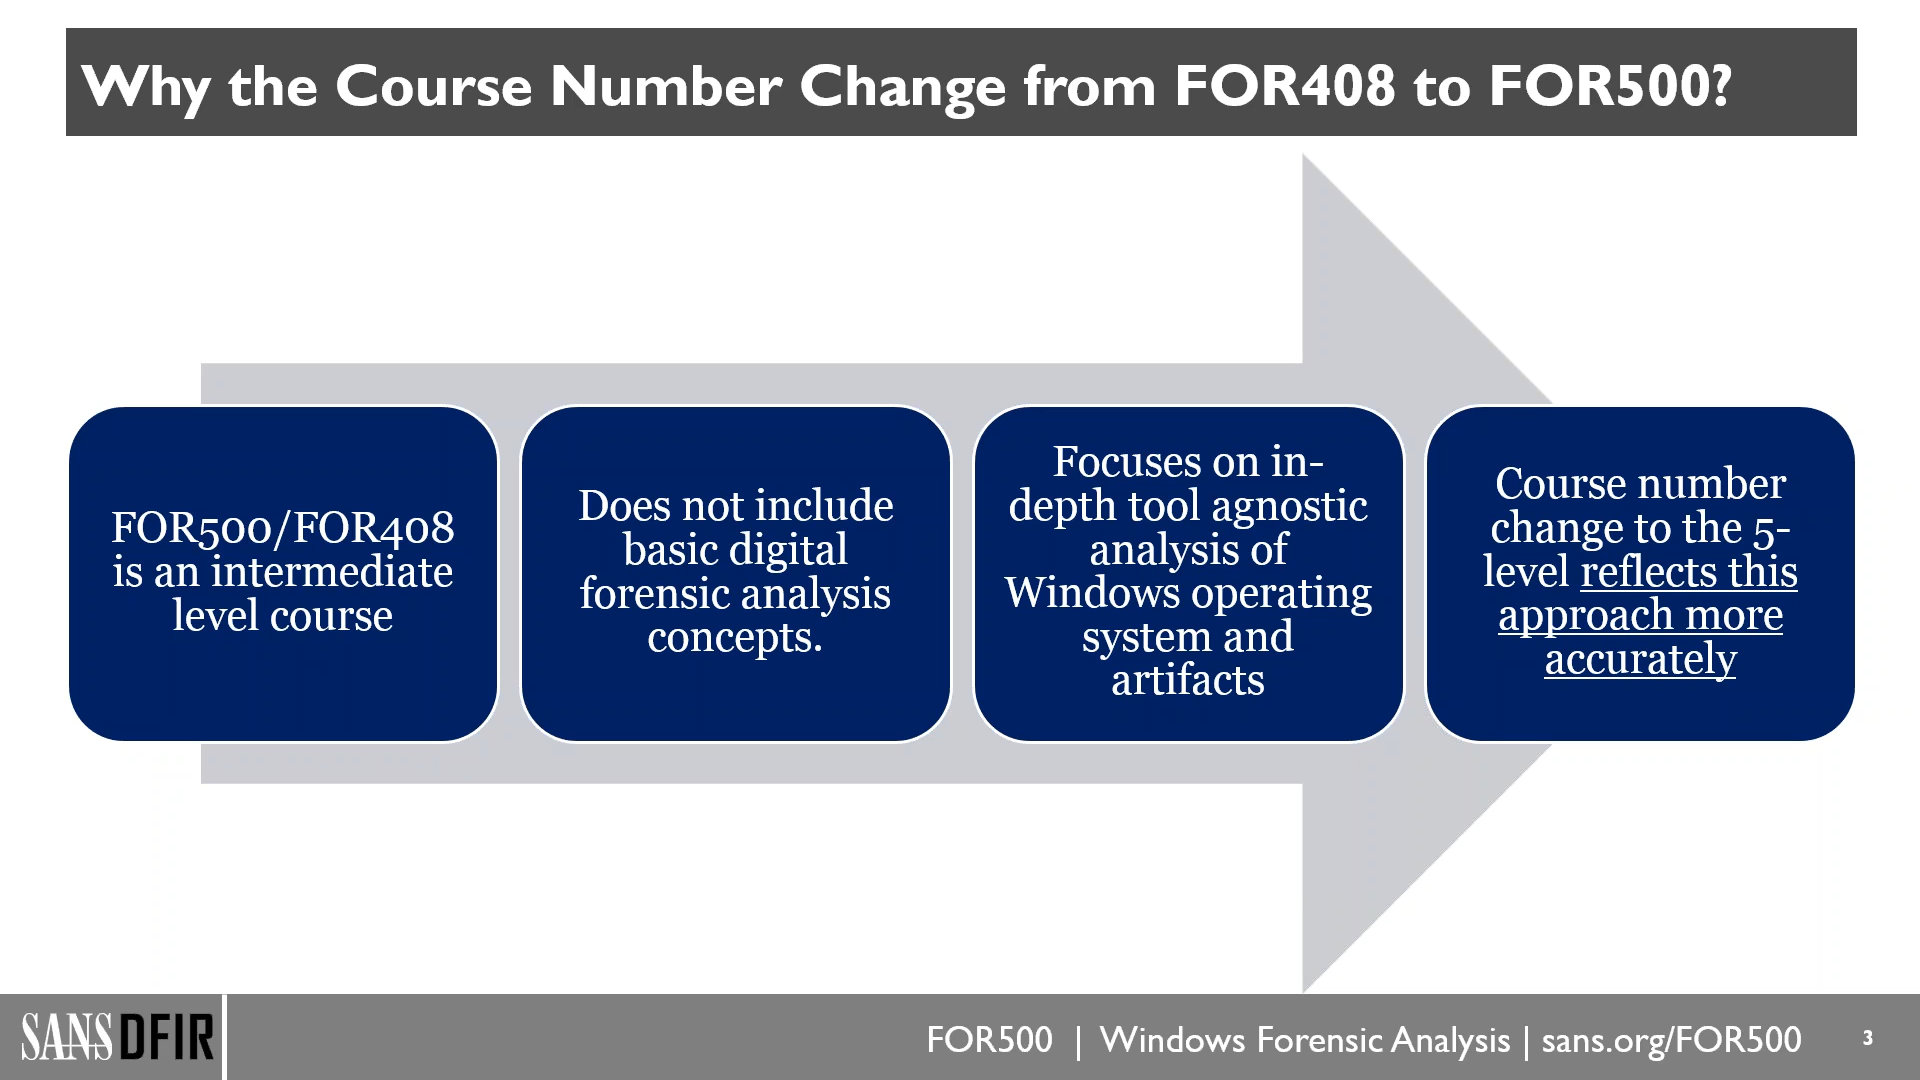 Why the Course Number Change from FOR408 to FOR500?
FOR500/FOR408
is an intermediate
level course
Does not include
basic digital
forensic analysis
concepts.
Focuses on in-
depth tool agnostic
analysis of
Windows operating
system and
artifacts
Course number
change to the 5-
level reflects this
approach more
accurately
SANS DFIR
FOR500 | Windows Forensic Analysis | sans.org/FOR500
3